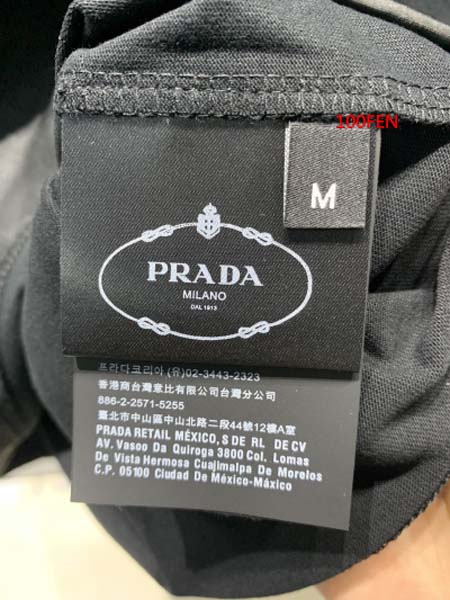 100FEN
M
PRADA
MILANO
DAL 1913
프라다코리아 (유)02-3443-2323
香港商台灣意比有限公司台灣分公司
886-2-2571-5255
臺北市中山區中山北路二段44號12樓A室
PRADA RETAIL MÉXICO, S DE RL DE CV
AV. Vasco Da Quiroga 3800 Col. Lomas
De Vista Hermosa Cuajimalpa De Morelos
C.P. 05100 Ciudad De México-México